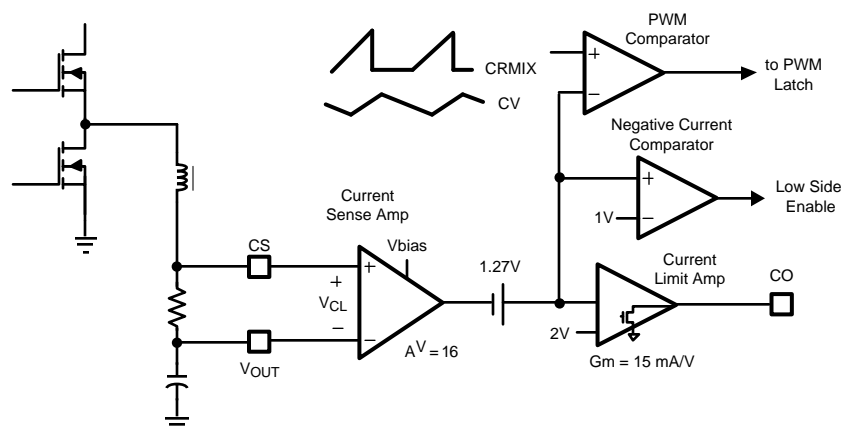 PWM
Comparator
CRMIX
to PWM
Latch
CV
Negative Current
Comparator
Current
Sense Amp
Low Side
Enable
1V
CS
Vbias
1.27V
Current
Limit Amp
CO
VCL
2V
VOUT
AV = 16
Gm = 15 mA/V